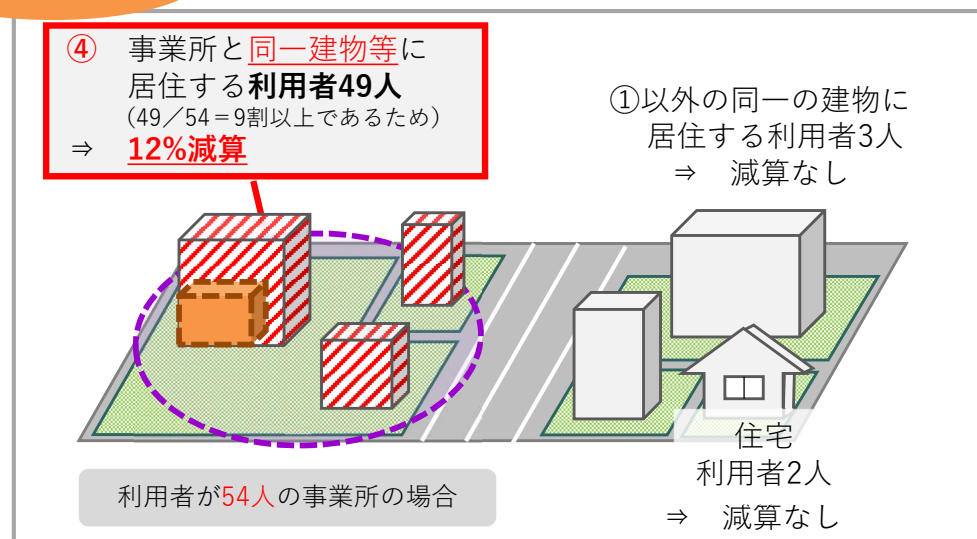 ④ 事業所と同一建物等に
居住する利用者49人
（49／54＝9割以上であるため）
⇒ 12%減算
①以外の同一の建物に
居住する利用者3人
⇒ 減算なし
住宅
利用者2人
⇒ 減算なし
利用者が54人の事業所の場合